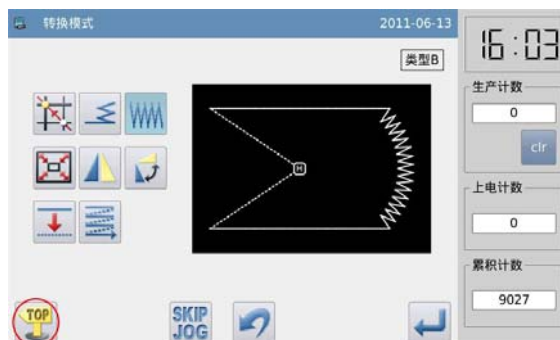 转换模式 2011-06-13
类型B
H
TOP
SKIP
JOG
16:03
生产计数
0
clr
上电计数
0
累积计数
9027